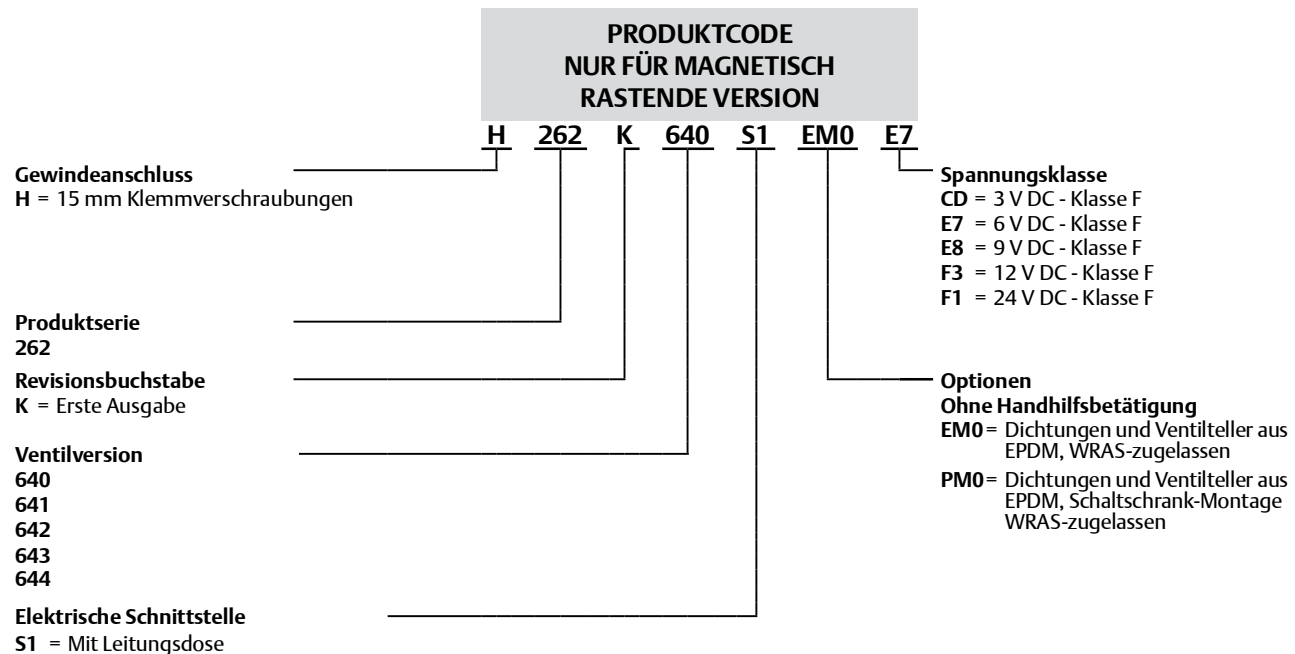 PRODUKTCODE
NUR FÜR MAGNETISCH
RASTENDE VERSION
H 262 K 640 S1 EM0 E7
Gewindeanschluss
H = 15 mm Klemmverschraubungen
Produktserie
262
Revisionsbuchstabe
K = Erste Ausgabe
Ventilversion
640
641
642
643
644
Elektrische Schnittstelle
S1 = Mit Leitungsdose
Spannungsklasse
CD = 3 V DC - Klasse F
E7 = 6 V DC - Klasse F
E8 = 9 V DC - Klasse F
F3 = 12 V DC - Klasse F
F1 = 24 V DC - Klasse F
Optionen
Ohne Handhilfsbetätigung
EM0= Dichtungen und Ventilteller aus
EPDM, WRAS-zugelassen
PM0= Dichtungen und Ventilteller aus
EPDM, Schaltschrank-Montage
WRAS-zugelassen